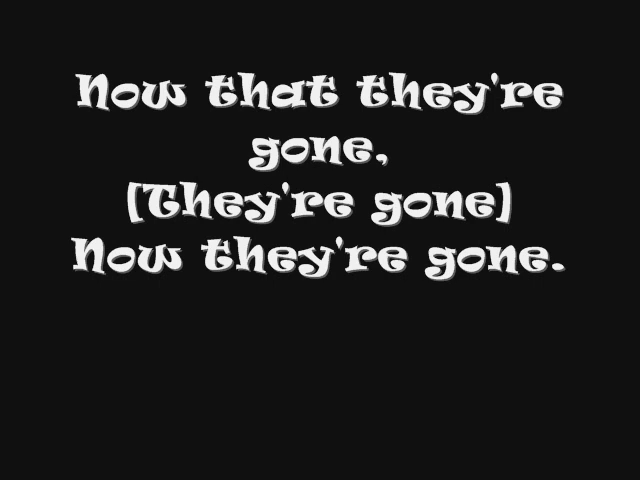 Now that they're
gone,
(They're gone)
Now they're gone.